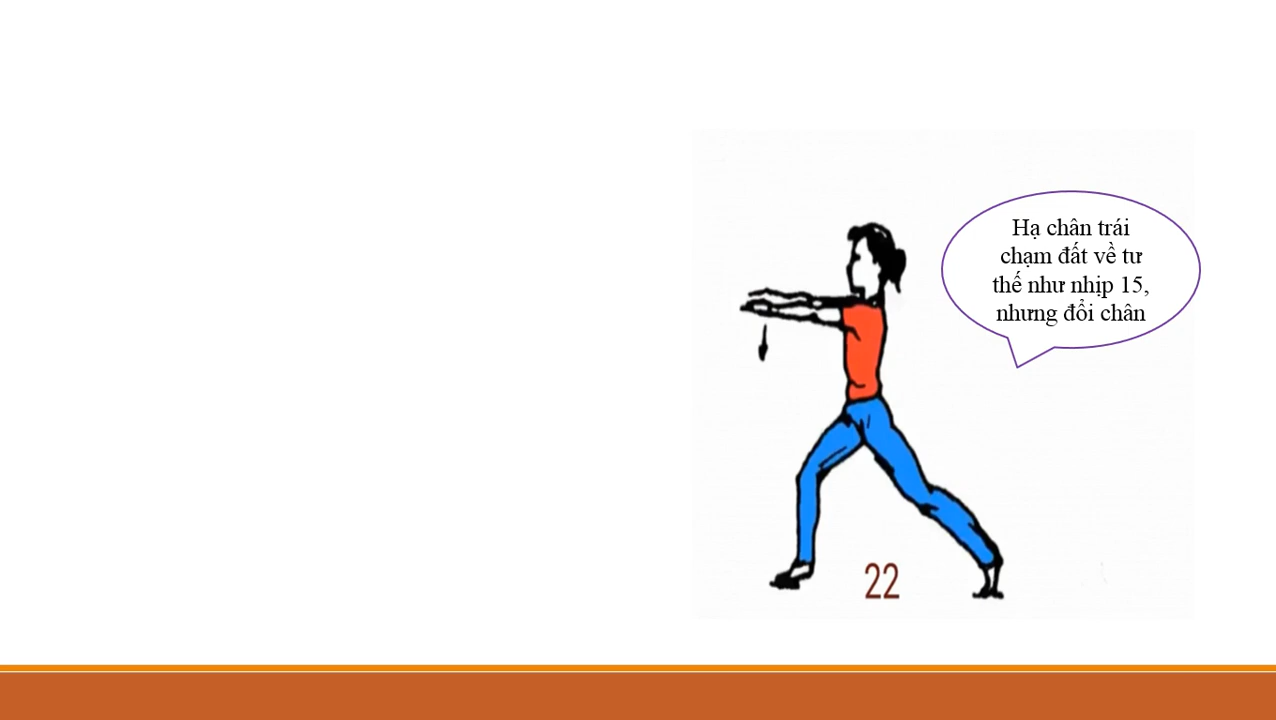 Hạ chân trái
chạm đất về tư
thế như nhịp 15,
nhưng đổi chân
22